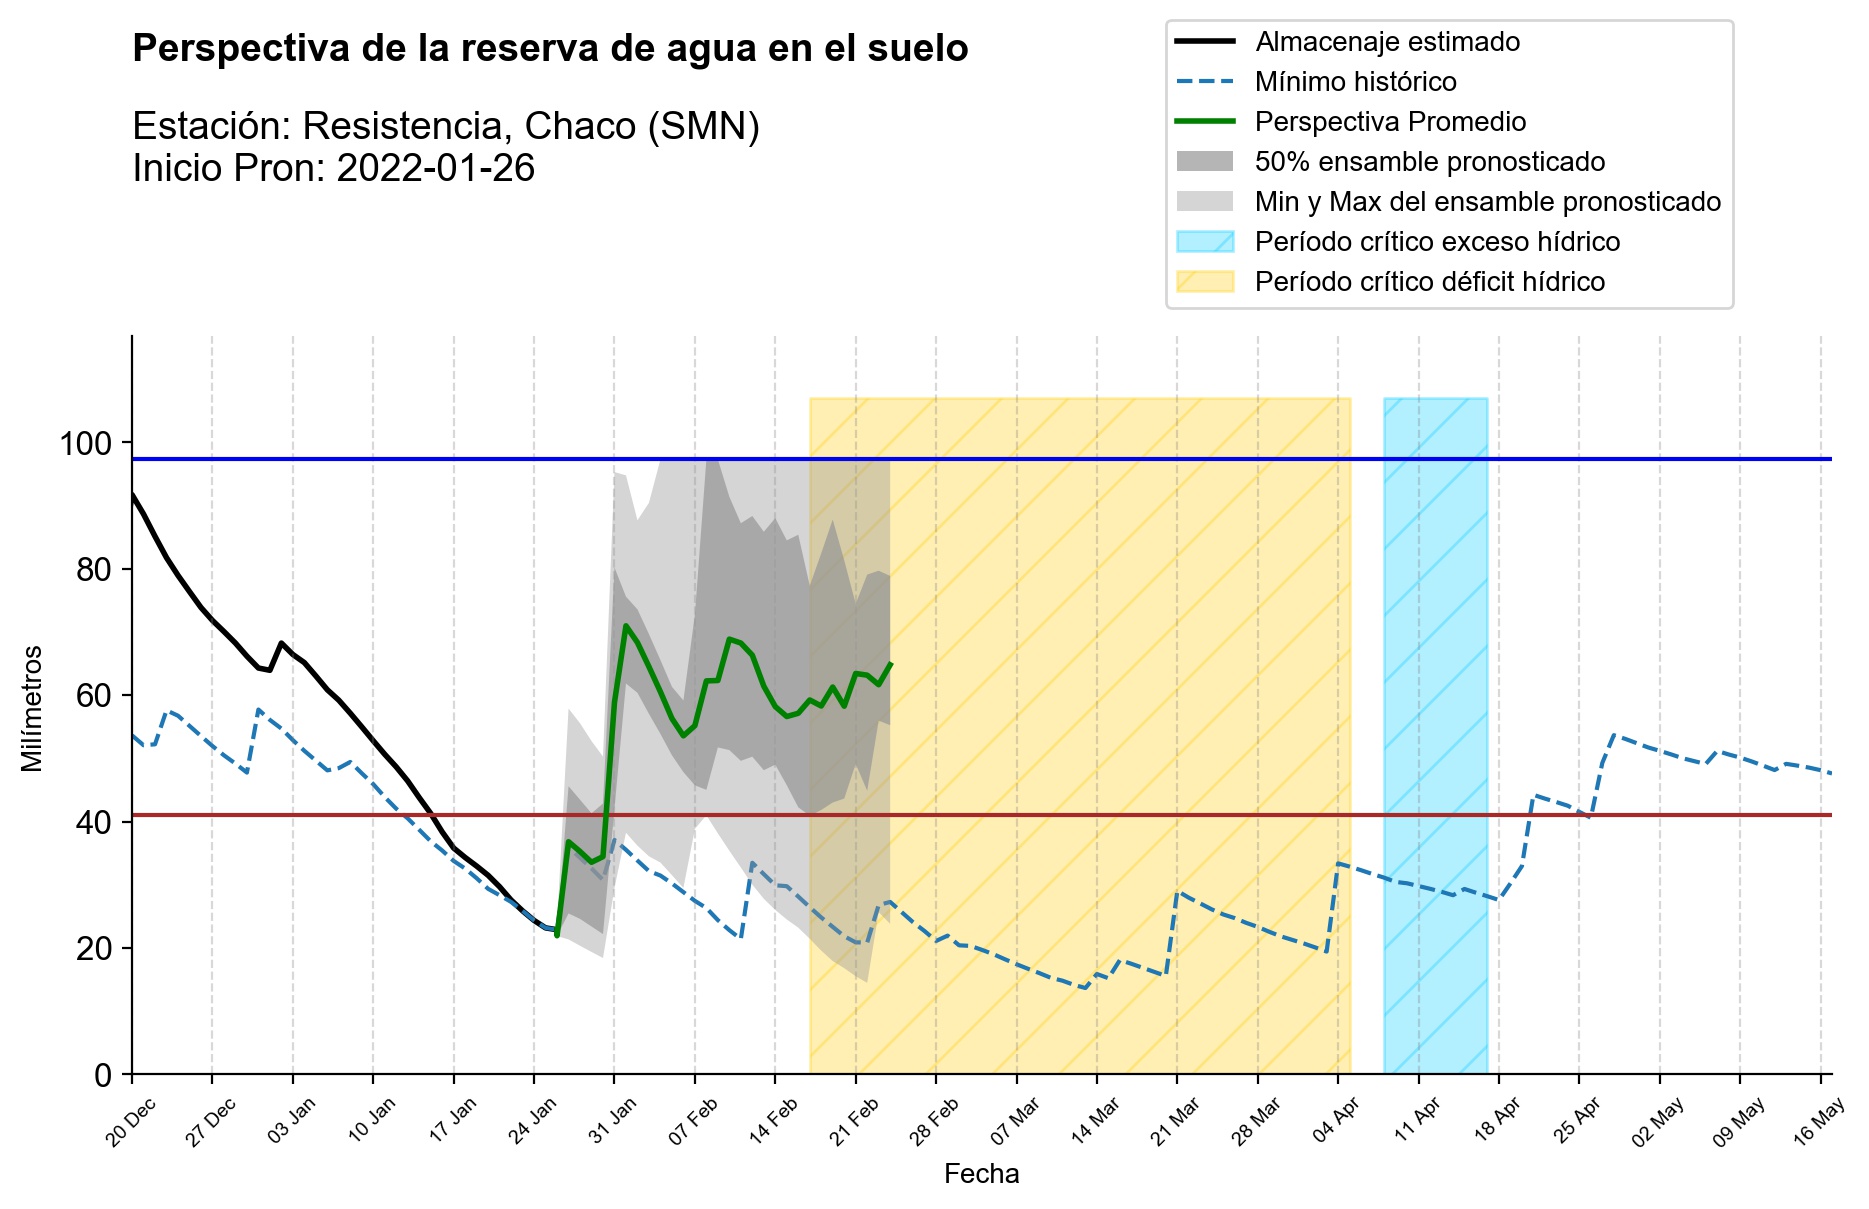 Perspectiva de la reserva de agua en el suelo
Estación: Resistencia, Chaco (SMN)
Inicio Pron: 2022-01-26
Almacenaje estimado
Mínimo histórico
Perspectiva Promedio
50% ensamble pronosticado
Min y Max del ensamble pronosticado
Período crítico exceso hídrico
Período crítico déficit hídrico
Milímetros
100
80
60
40
20
0
20 Dec
27 Dec
03 Jan
10 Jan
17 Jan
24 Jan
31 Jan
07 Feb
14 Feb
21 Feb
28 Feb
07 Mar
14 Mar
21 Mar
28 Mar
04 Apr
11 Apr
18 Apr
25 Apr
02 May
09 May
16 May
Fecha